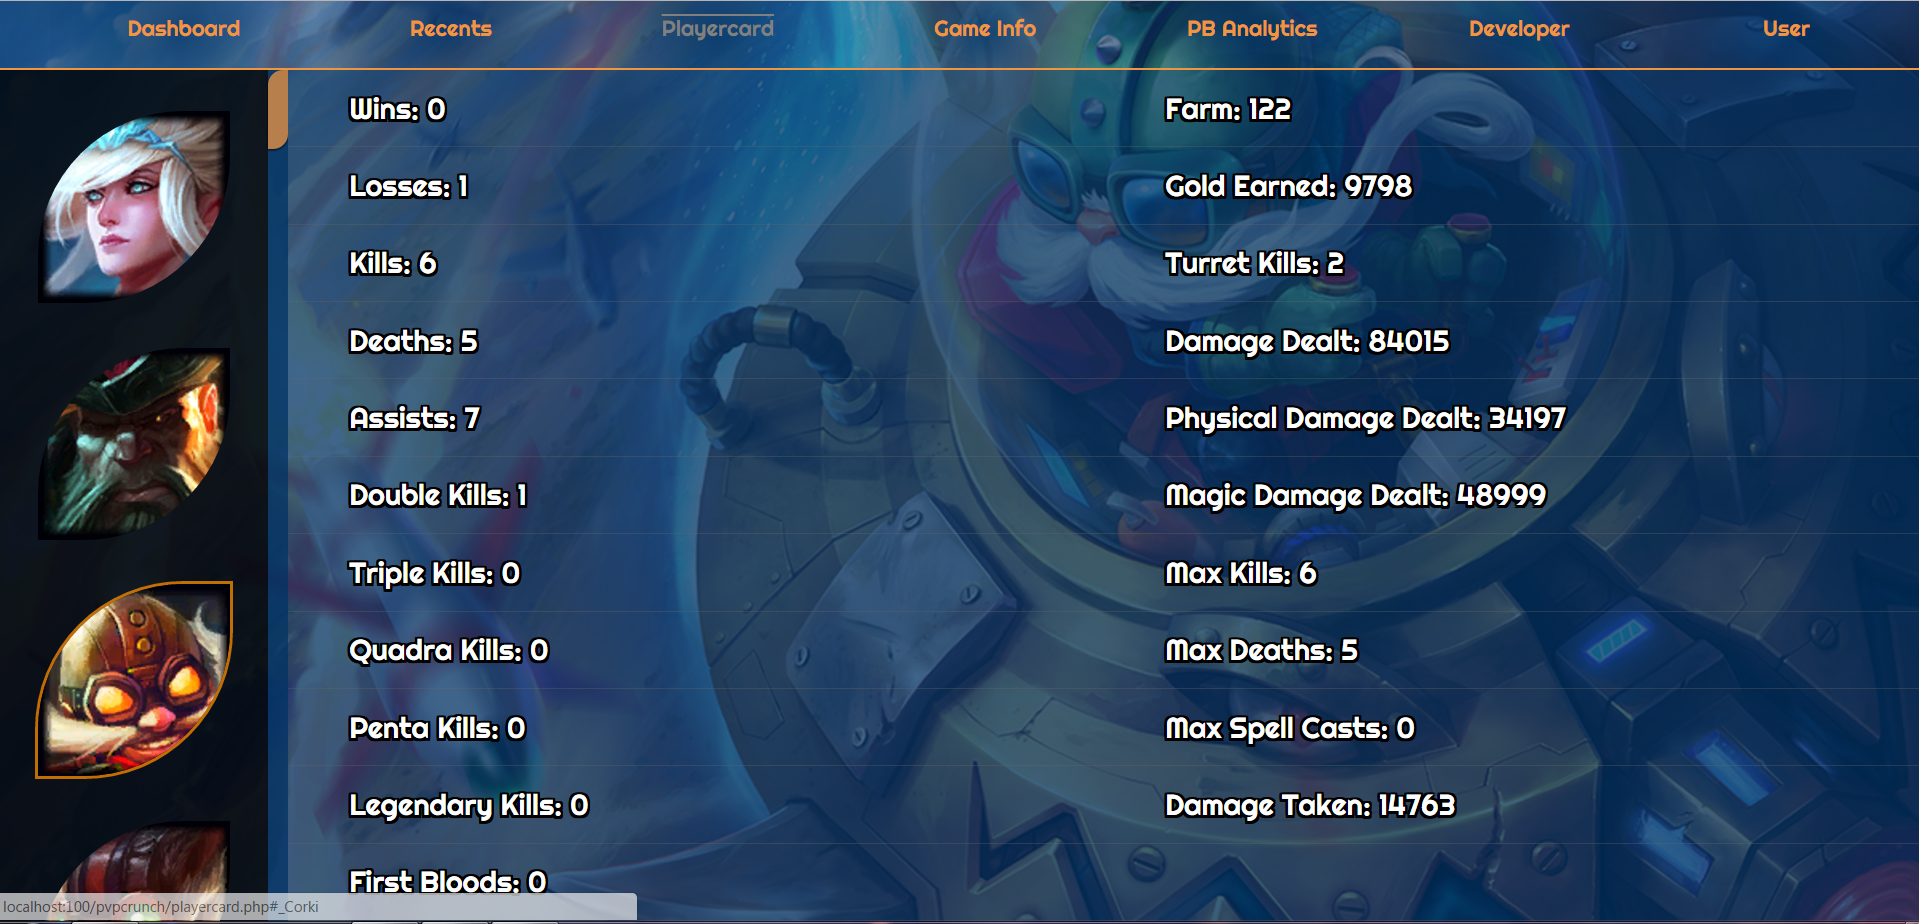 Dashboard Recents Playercard Game Info PB Analytics Developer User
Wins: 0
Losses: 1
Kills: 6
Deaths: 5
Assists: 7
Double Kills: 1
Triple Kills: 0
Quadra Kills: 0
Penta Kills: 0
Legendary Kills: 0
First Bloods: 0
Farm: 122
Gold Earned: 9798
Turret Kills: 2
Damage Dealt: 84015
Physical Damage Dealt: 34197
Magic Damage Dealt: 48999
Max Kills: 6
Max Deaths: 5
Max Spell Casts: 0
Damage Taken: 14763
localhost:100/pvpcrunch/playercard.php#_Corki